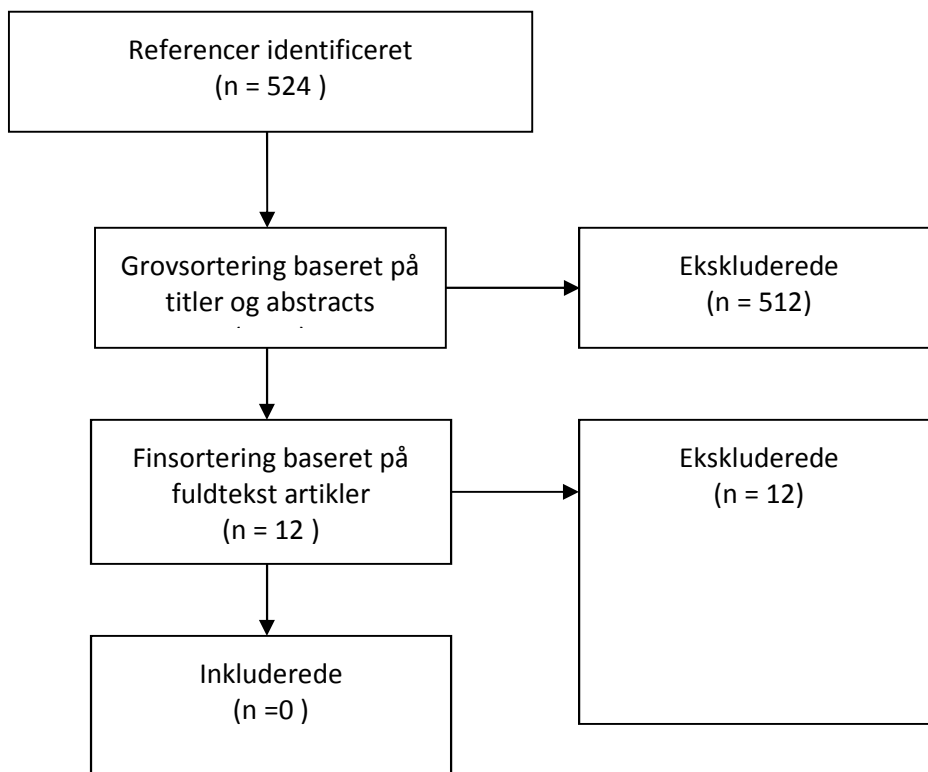 Referencer identificeret
(n = 524 )
Grovsortering baseret på
titler og abstracts
Ekskluderede
(n = 512)
Finsortering baseret på
fuldtekst artikler
(n = 12 )
Ekskluderede
(n = 12)
Inkluderede
(n =0 )